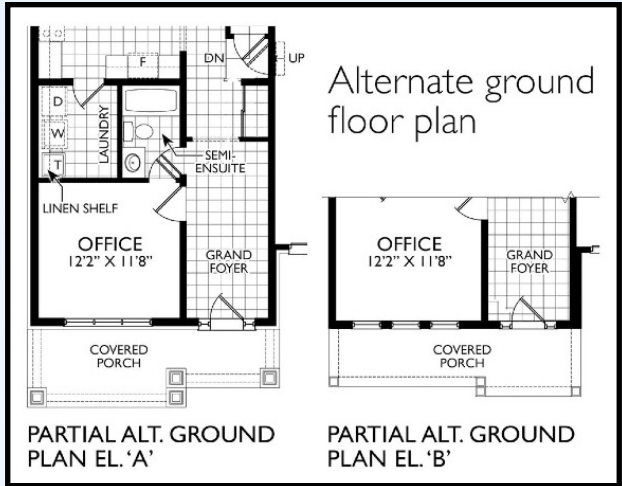 Alternate ground
floor plan
F
DN
UP
D
W
T
LAUNDRY
SEMI-
ENSUITE
LINEN SHELF
OFFICE
12'2" X 11'8"
GRAND
FOYER
COVERED
PORCH
PARTIAL ALT. GROUND
PLAN EL. 'A'
OFFICE
12'2" X 11'8"
GRAND
FOYER
COVERED
PORCH
PARTIAL ALT. GROUND
PLAN EL. 'B'